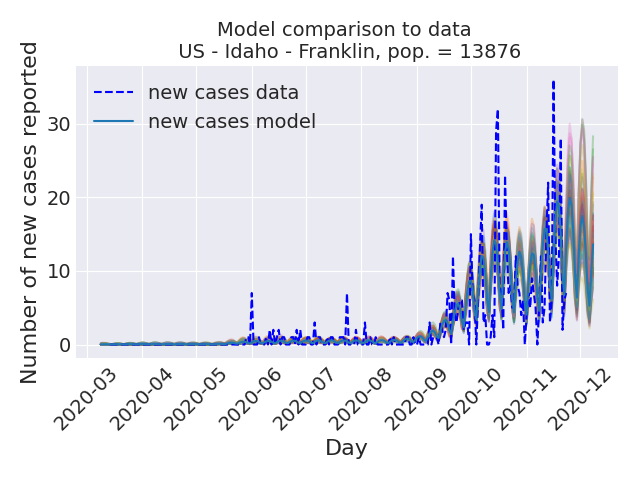 Model comparison to data
US - Idaho - Franklin, pop. = 13876
Number of new cases reported
new cases data
new cases model
30
20
10
0
2020-03
2020-04
2020-05
2020-06
2020-07
2020-08
2020-09
2020-10
2020-11
2020-12
Day